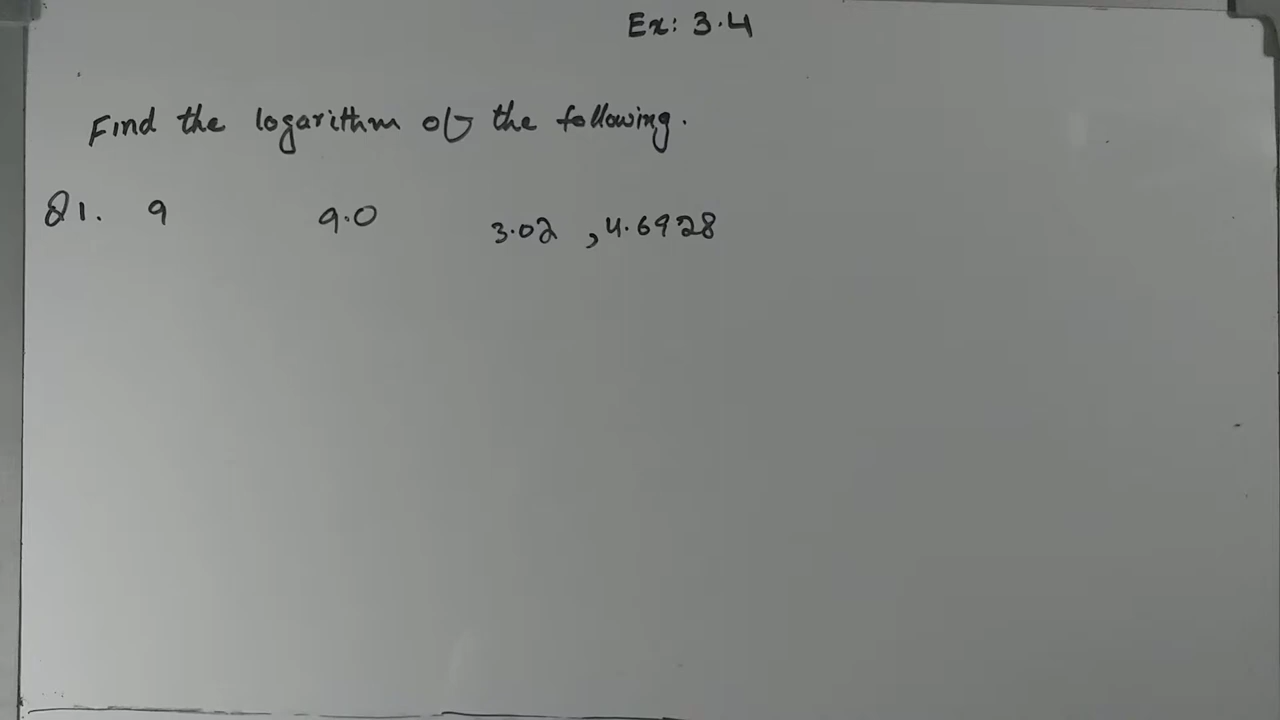 Ex: 3.4
Find the logarithm of the following.
Q1. 9 9.0 3.02 , 4.6928